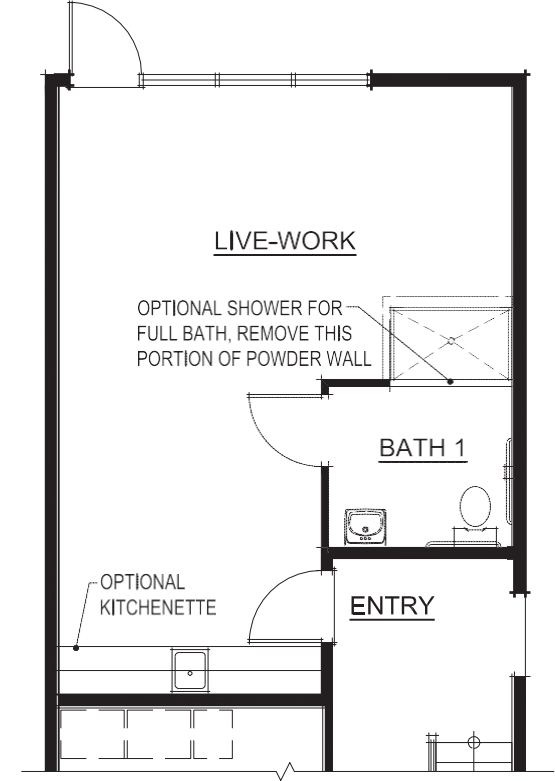 LIVE-WORK
OPTIONAL SHOWER FOR
FULL BATH, REMOVE THIS
PORTION OF POWDER WALL
BATH 1
OPTIONAL
KITCHENETTE
ENTRY